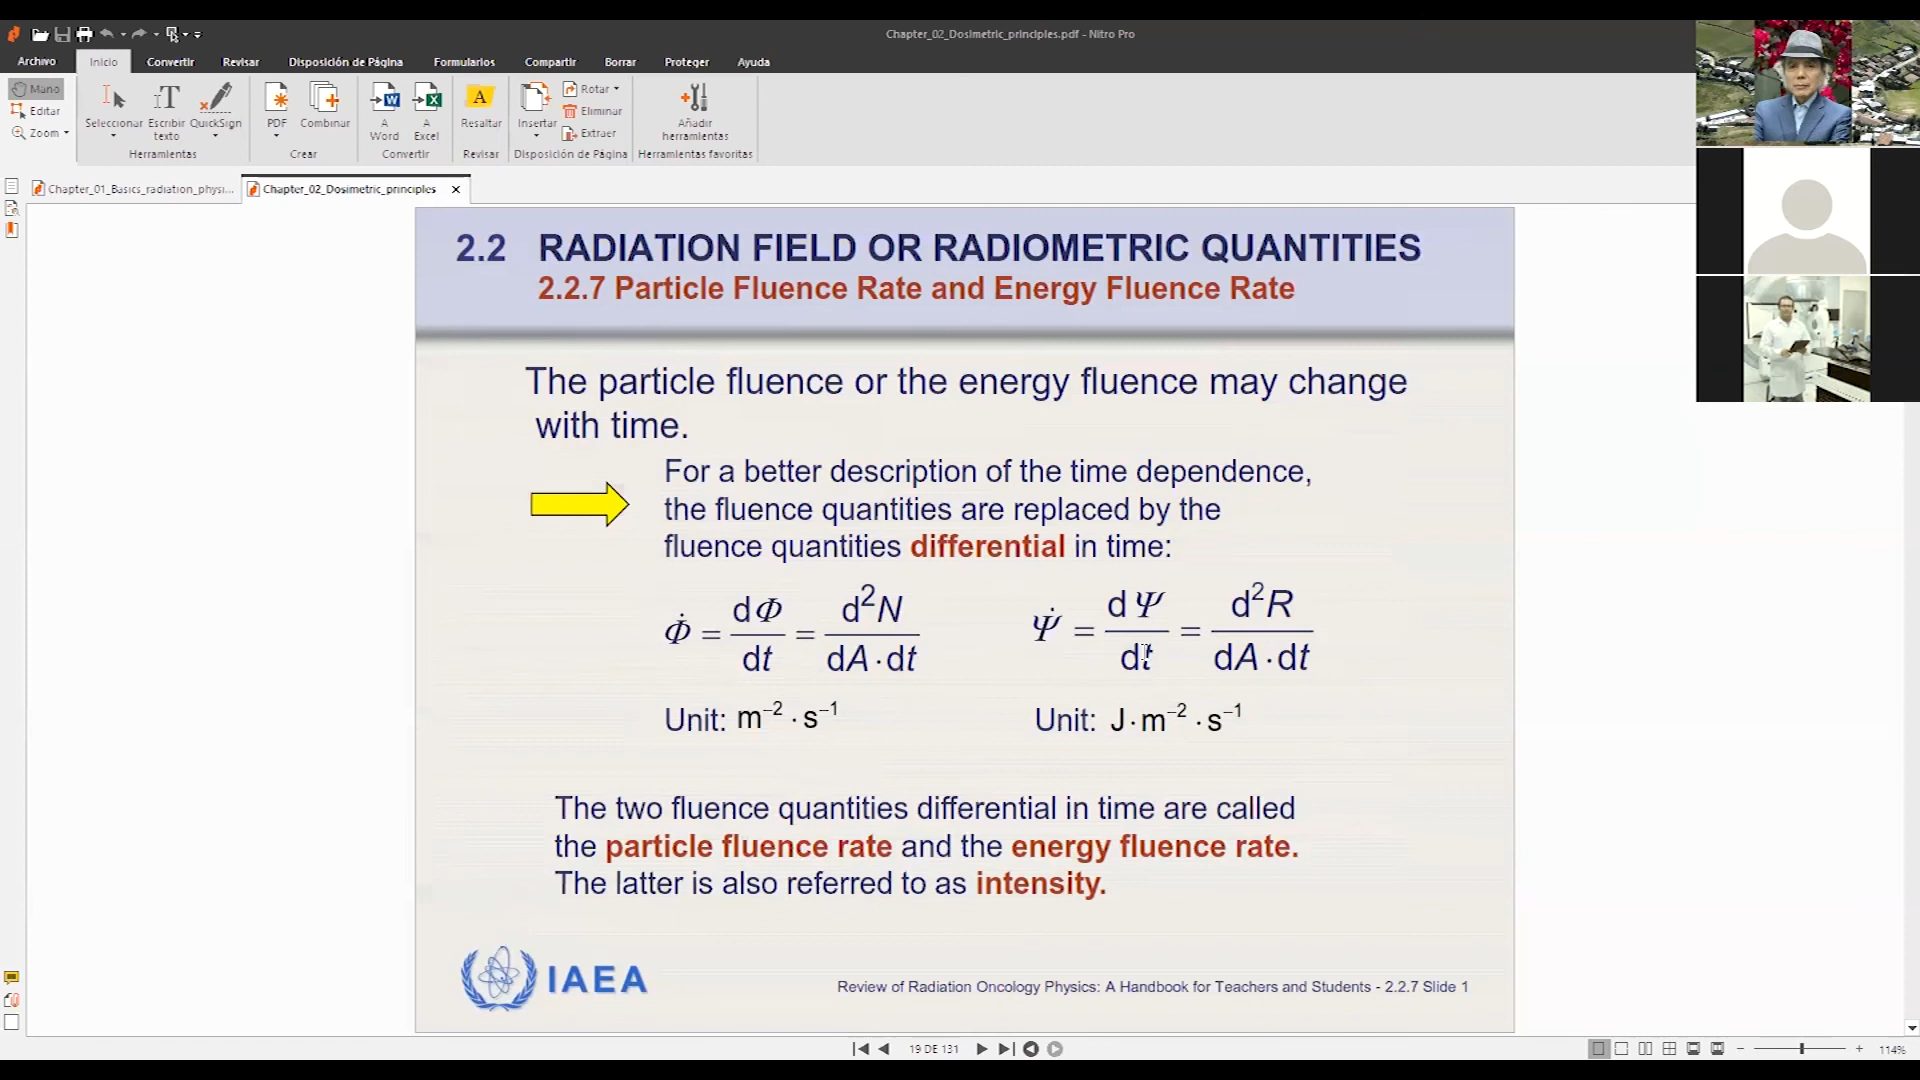 Chapter_02_Dosimetric_principles.pdf - Nitro Pro
Archivo Inicio Convertir Revisar Disposición de Página Formularios Compartir Borrar Proteger Ayuda
Mano
Editar
Zoom
Seleccionar
Escribir texto
QuickSign
Herramientas
PDF
Combinar
Crear
A Word
A Excel
Convertir
Resaltar
Revisar
Insertar
Rotar
Eliminar
Extraer
Disposición de Página
Añadir herramientas
Herramientas favoritas
Chapter_01_Basics_radiation_physi...
Chapter_02_Dosimetric_principles
2.2 RADIATION FIELD OR RADIOMETRIC QUANTITIES
2.2.7 Particle Fluence Rate and Energy Fluence Rate
The particle fluence or the energy fluence may change
with time.
For a better description of the time dependence,
the fluence quantities are replaced by the
fluence quantities differential in time:
Φ̇ = dΦ/dt = d²N/dA·dt
Ψ̇ = dΨ/dt = d²R/dA·dt
Unit: m⁻² · s⁻¹
Unit: J · m⁻² · s⁻¹
The two fluence quantities differential in time are called
the particle fluence rate and the energy fluence rate.
The latter is also referred to as intensity.
IAEA
Review of Radiation Oncology Physics: A Handbook for Teachers and Students - 2.2.7 Slide 1
19 DE 131
114%